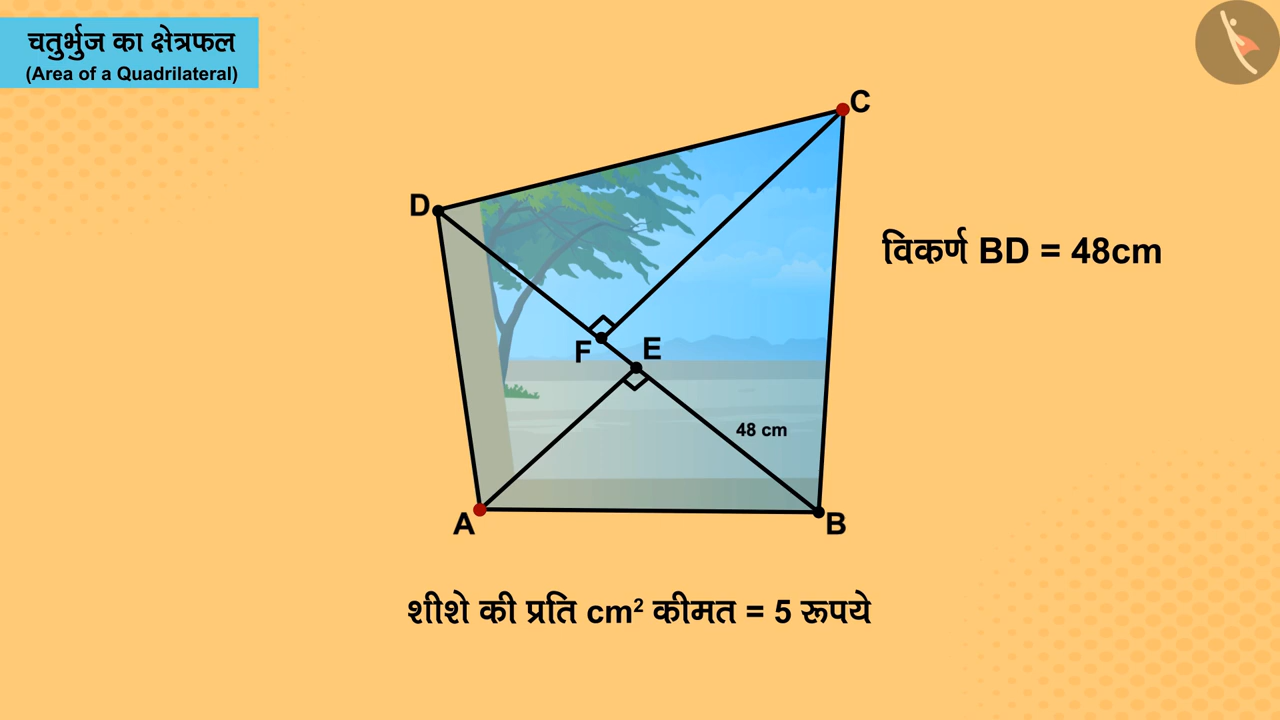 चतुर्भुज का क्षेत्रफल
(Area of a Quadrilateral)
C
D
विकर्ण BD = 48cm
F
E
48 cm
A
B
शीशे की प्रति cm² कीमत = 5 रूपये